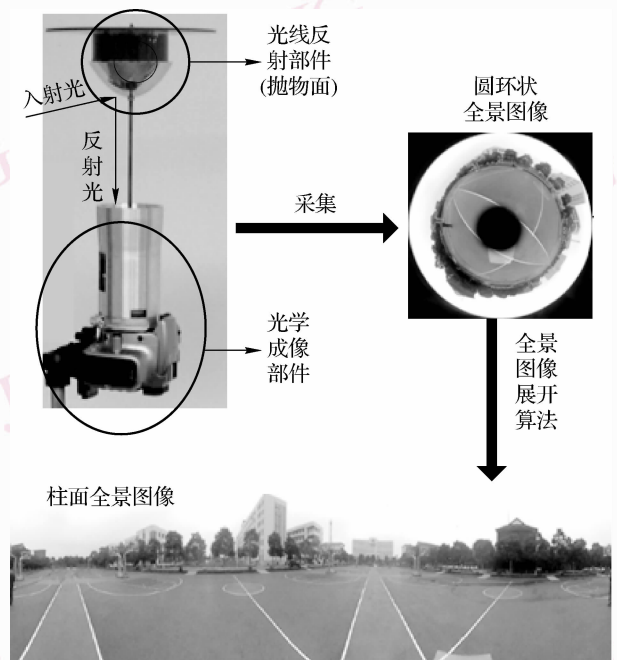 光线反
射部件
(抛物面)
入射光
反
射
光
采集
圆环状
全景图像
光学
成像
部件
全景
图像
展开
算法
柱面全景图像